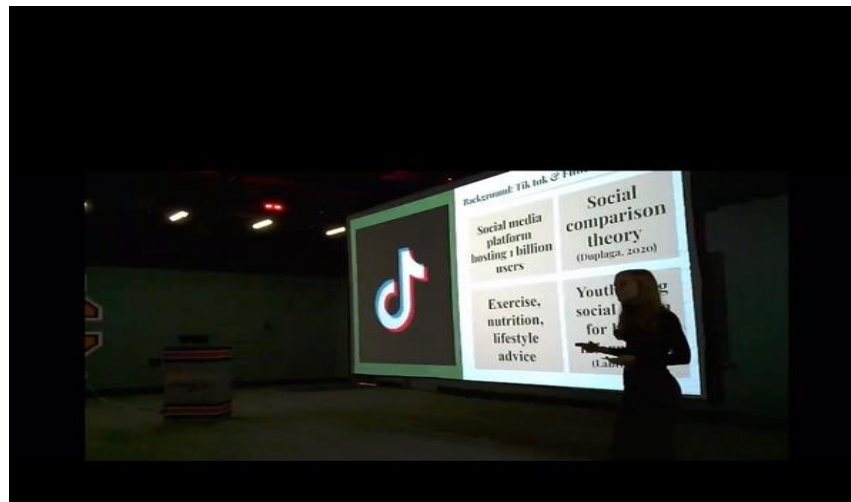 Background: Tik tok &
Social media
platform
hosting 1 billion
users
Social
comparison
theory
(Duplaga, 2020)
Exercise,
nutrition,
lifestyle
advice
social
for